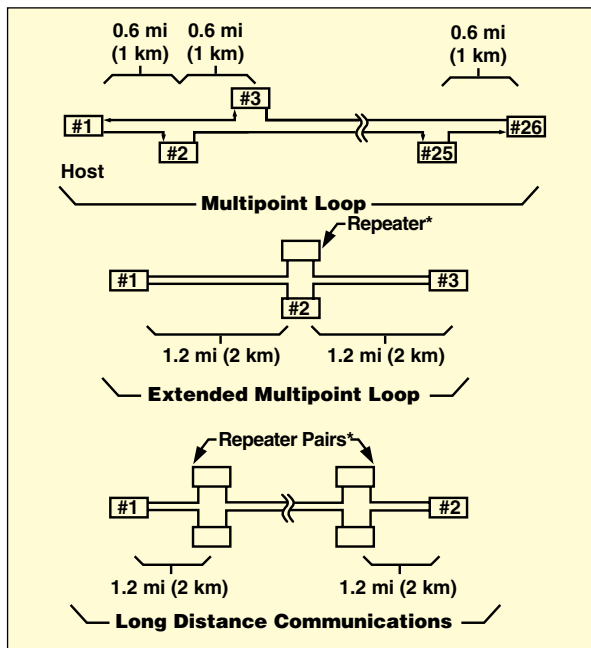 0.6 mi 0.6 mi 0.6 mi
(1 km) (1 km) (1 km)
#3
#1 #26
#2 #25
Host
Multipoint Loop
Repeater*
#1 #3
#2
1.2 mi (2 km) 1.2 mi (2 km)
Extended Multipoint Loop
Repeater Pairs*
#1 #2
1.2 mi (2 km) 1.2 mi (2 km)
Long Distance Communications